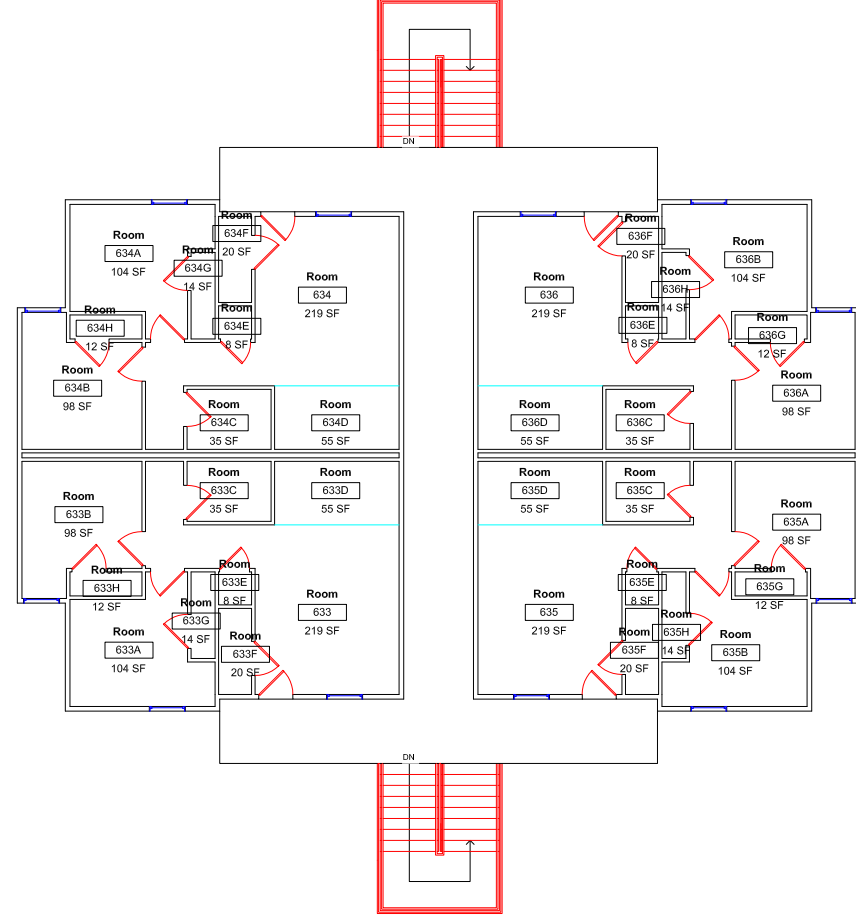 DN
Room
634F
20 SF
Room
636F
20 SF
Room
634A
104 SF
Room
634G
14 SF
Room
636B
104 SF
Room
636H
14 SF
Room
634
219 SF
Room
636
219 SF
Room
634H
12 SF
Room
634E
8 SF
Room
636E
8 SF
Room
636G
12 SF
Room
634B
98 SF
Room
636A
98 SF
Room
634C
35 SF
Room
634D
55 SF
Room
636D
55 SF
Room
636C
35 SF
Room
633B
98 SF
Room
633C
35 SF
Room
633D
55 SF
Room
635D
55 SF
Room
635C
35 SF
Room
635A
98 SF
Room
633H
12 SF
Room
633E
8 SF
Room
635E
8 SF
Room
635G
12 SF
Room
633G
14 SF
Room
633
219 SF
Room
635
219 SF
Room
635H
14 SF
Room
633A
104 SF
Room
633F
20 SF
Room
635F
20 SF
Room
635B
104 SF
DN